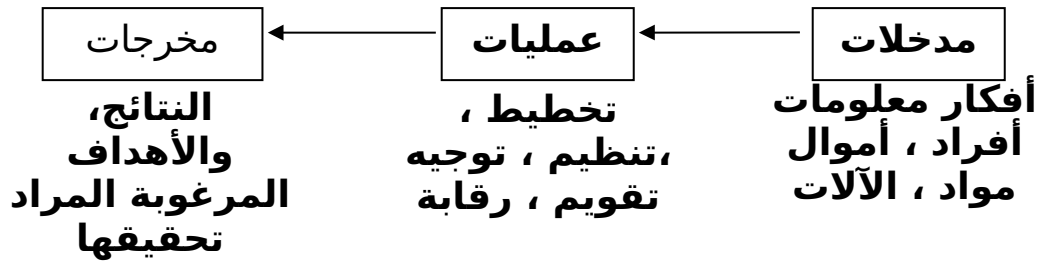 مدخلات
أفكار معلومات
أفراد ، أموال
مواد ، الآلات
عمليات
تخطيط ،
،تنظيم ، توجيه
تقويم ، رقابة
مخرجات
النتائج،
والأهداف
المرغوبة المراد
تحقيقها